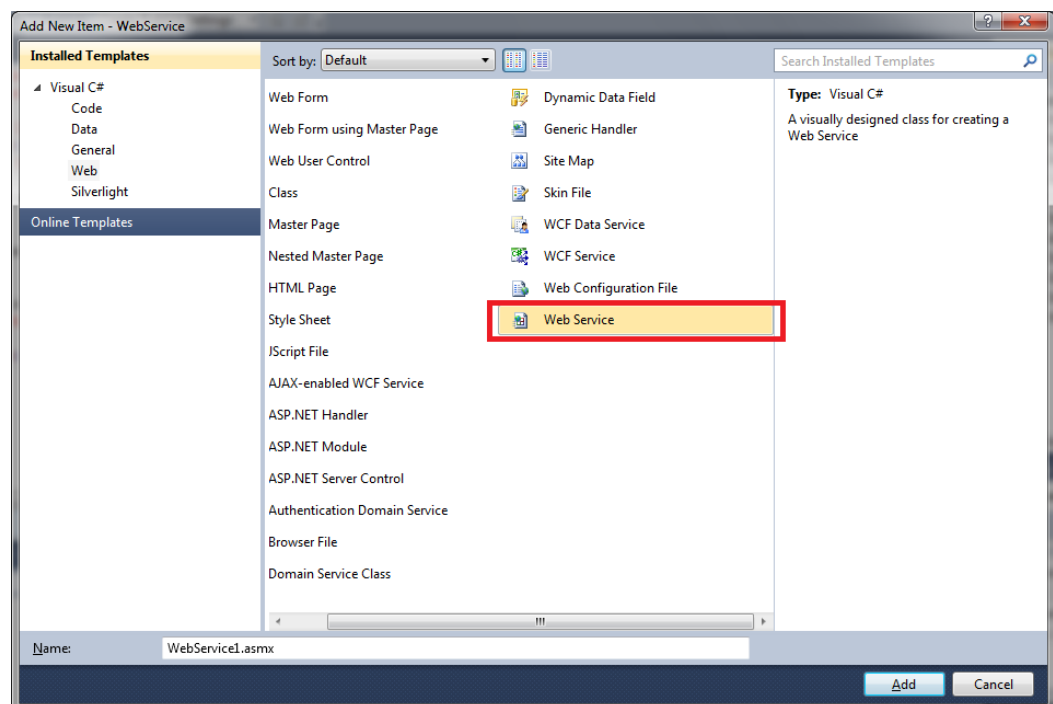 Add New Item - WebService
Installed Templates
Sort by: Default
Search Installed Templates
Visual C#
Code
Data
General
Web
Silverlight
Online Templates
Web Form
Web Form using Master Page
Web User Control
Class
Master Page
Nested Master Page
HTML Page
Style Sheet
JScript File
AJAX-enabled WCF Service
ASP.NET Handler
ASP.NET Module
ASP.NET Server Control
Authentication Domain Service
Browser File
Domain Service Class
Dynamic Data Field
Generic Handler
Site Map
Skin File
WCF Data Service
WCF Service
Web Configuration File
Web Service
Type: Visual C#
A visually designed class for creating a
Web Service
Name: WebService1.asmx
Add Cancel